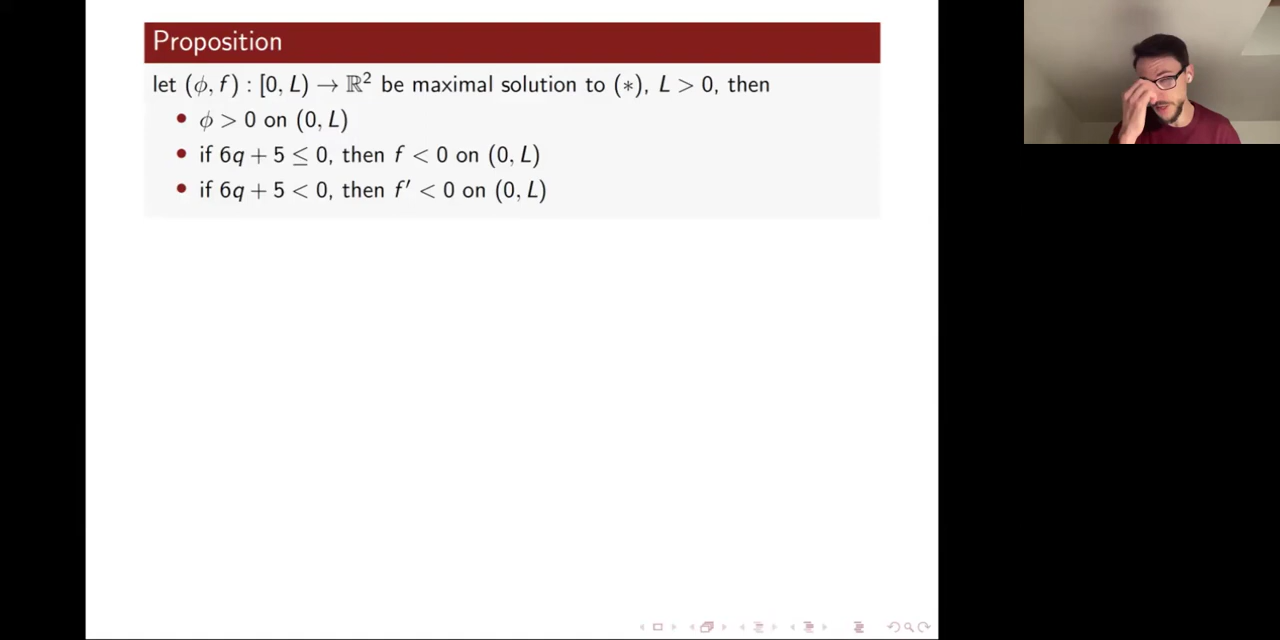 Proposition
let (ϕ, f) : [0, L) → ℝ² be maximal solution to (∗), L > 0, then
• ϕ > 0 on (0, L)
• if 6q + 5 ≤ 0, then f < 0 on (0, L)
• if 6q + 5 < 0, then f′ < 0 on (0, L)